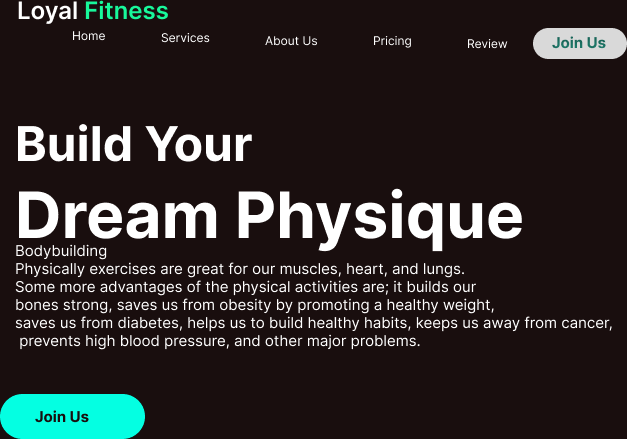 Loyal Fitness
Home Services About Us Pricing Review Join Us
Build Your
Dream Physique
Bodybuilding
Physically exercises are great for our muscles, heart, and lungs.
Some more advantages of the physical activities are; it builds our
bones strong, saves us from obesity by promoting a healthy weight,
saves us from diabetes, helps us to build healthy habits, keeps us away from cancer,
prevents high blood pressure, and other major problems.
Join Us